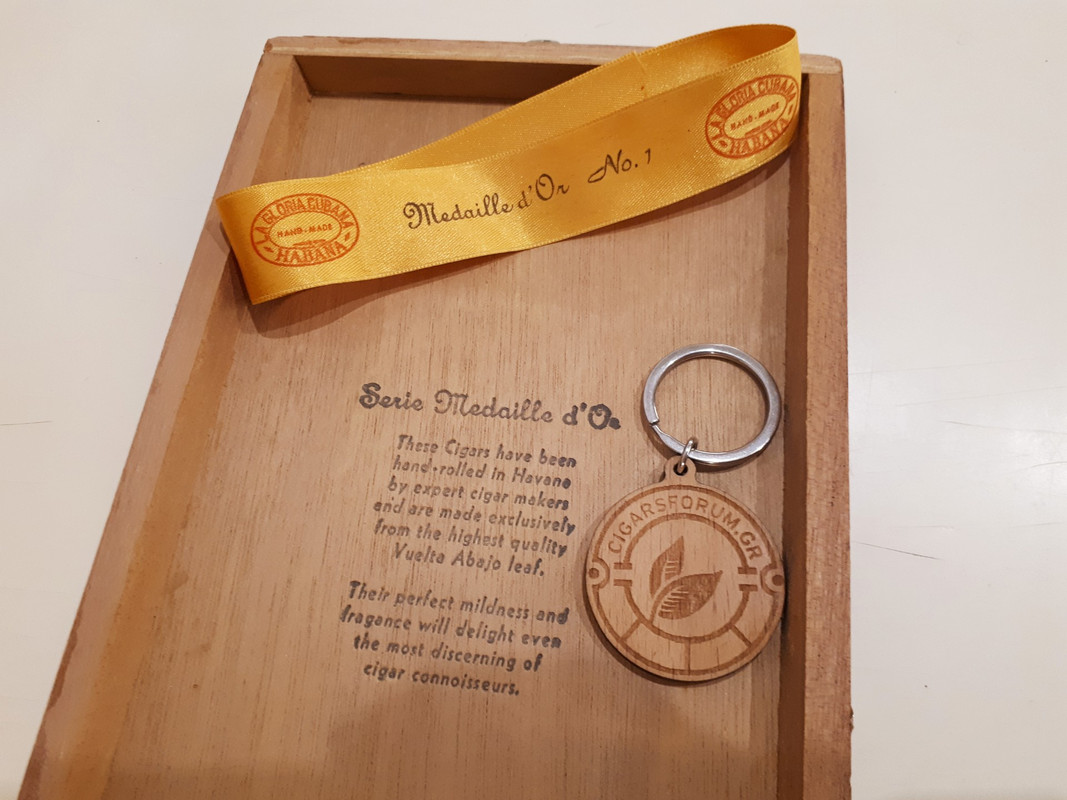 LA GLORIA CUBANA
HAND-MADE
HABANA
Medaille d'Or No. 1
LA GLORIA CUBANA
HAND-MADE
HABANA
Serie Medaille d'Or
These Cigars have been
hand-rolled in Havana
by expert cigar makers
and are made exclusively
from the highest quality
Vuelta Abajo leaf.
Their perfect mildness and
fragance will delight even
the most discerning of
cigar connoisseurs.
CIGARSFORUM.GR